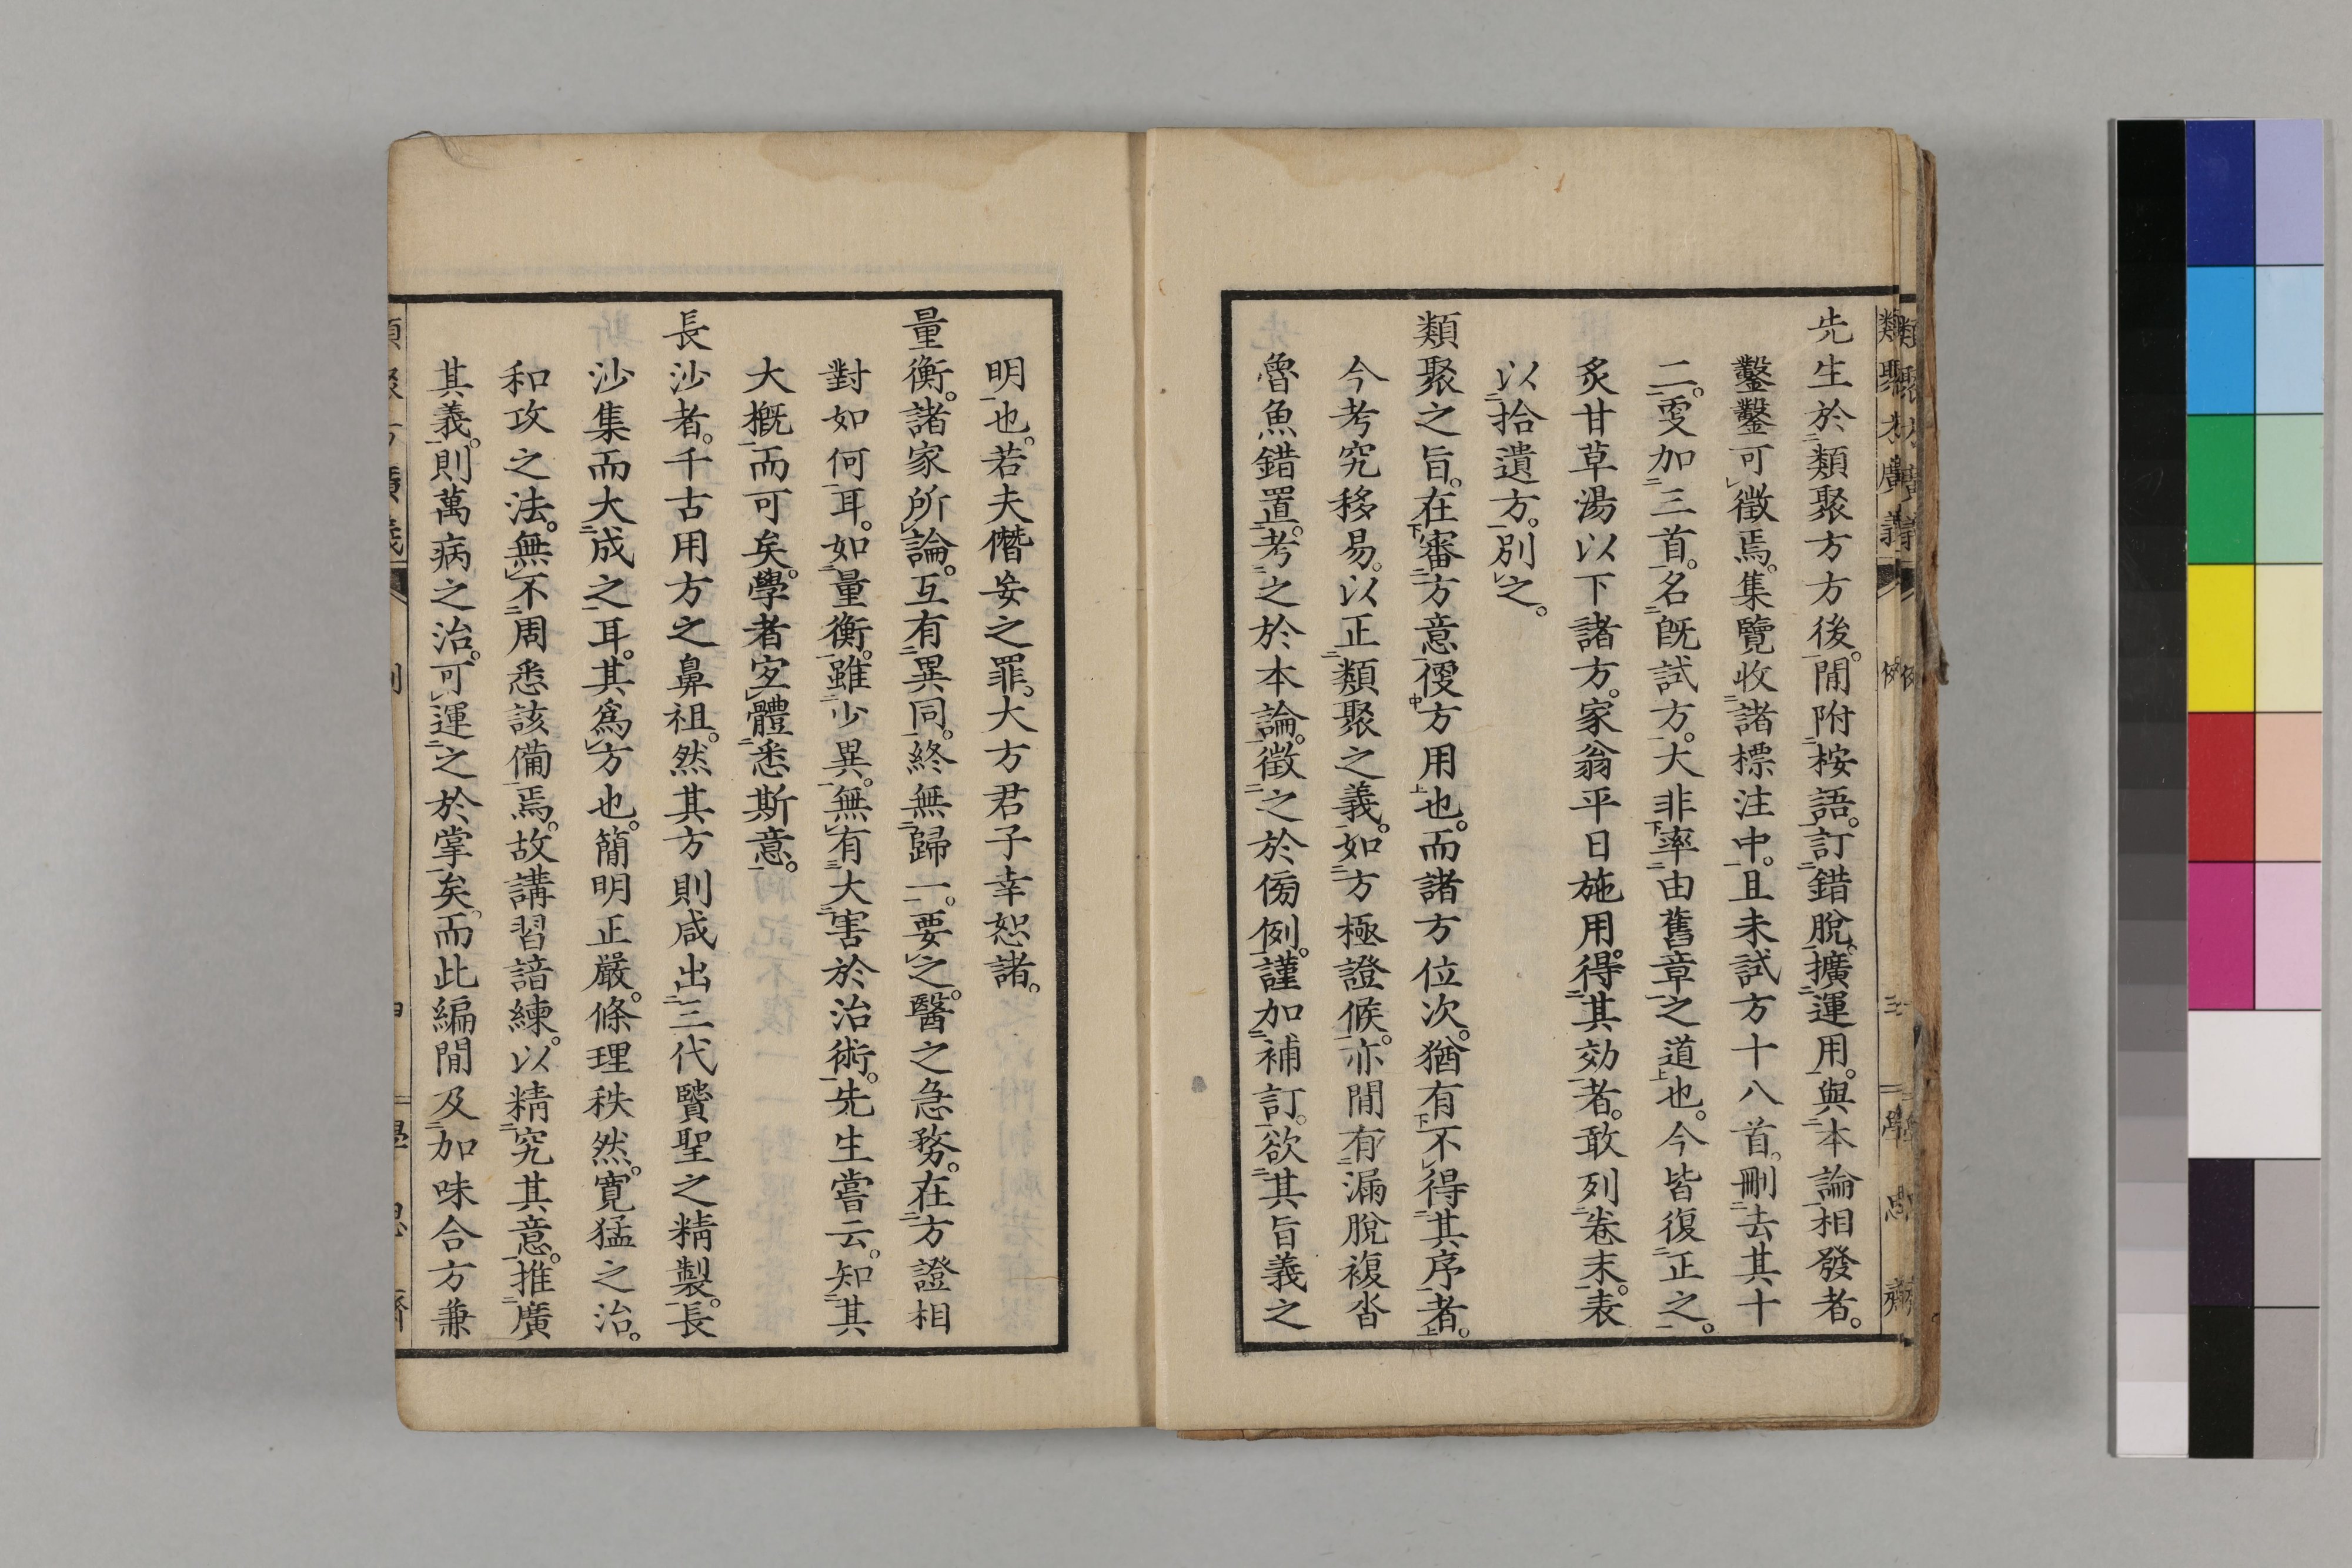 先生於類聚方方後。閒附桉語。訂錯脫。擴運用。與本論相發者。
鑿鑿可徵焉。集覽收諸標注中。且未試方十八首。刪去其十
二。更加三首。名旣試方。大非率由舊章之道也。今皆復正之。
炙甘草湯以下諸方。家翁平日施用。得其効者。敢列卷末。表
以拾遺方。別之。
類聚之旨。在審方意。便方用也。而諸方位次。猶有不得其序者。
今考究移易。以正類聚之義。如方極證候。亦閒有漏脫複沓
魯魚錯置。考之於本論。徵之於傍例。謹加補訂。欲其旨義之
明也。若夫僭妄之罪。大方君子幸恕諸。
量衡。諸家所論。互有異同。終無歸一。要之。醫之急務。在方證相
對如何耳。如量衡。雖少異。無有大害於治術。先生嘗云。知其
大概而可矣。學者宜體悉斯意。
長沙者。千古用方之鼻祖。然其方則咸出三代毉聖之精製。長
沙集而大成之耳。其爲方也。簡明正嚴。條理秩然。寬猛之治。
和攻之法。無不周悉該備焉。故講習諳練。以精究其意。推廣
其義。則萬病之治。可運之於掌矣。而此編閒及加味合方兼